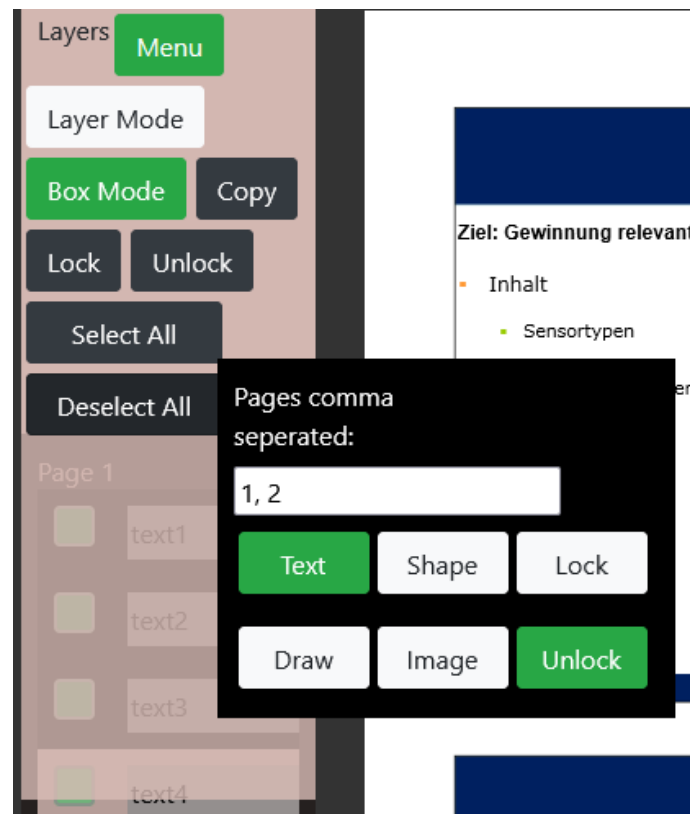 Layers Menu
Layer Mode
Box Mode Copy
Lock Unlock
Select All
Deselect All
Page 1
text1
text2
text3
text4
Ziel: Gewinnung relevant
Inhalt
Sensortypen
er
Pages comma
seperated:
1, 2
Text Shape Lock
Draw Image Unlock